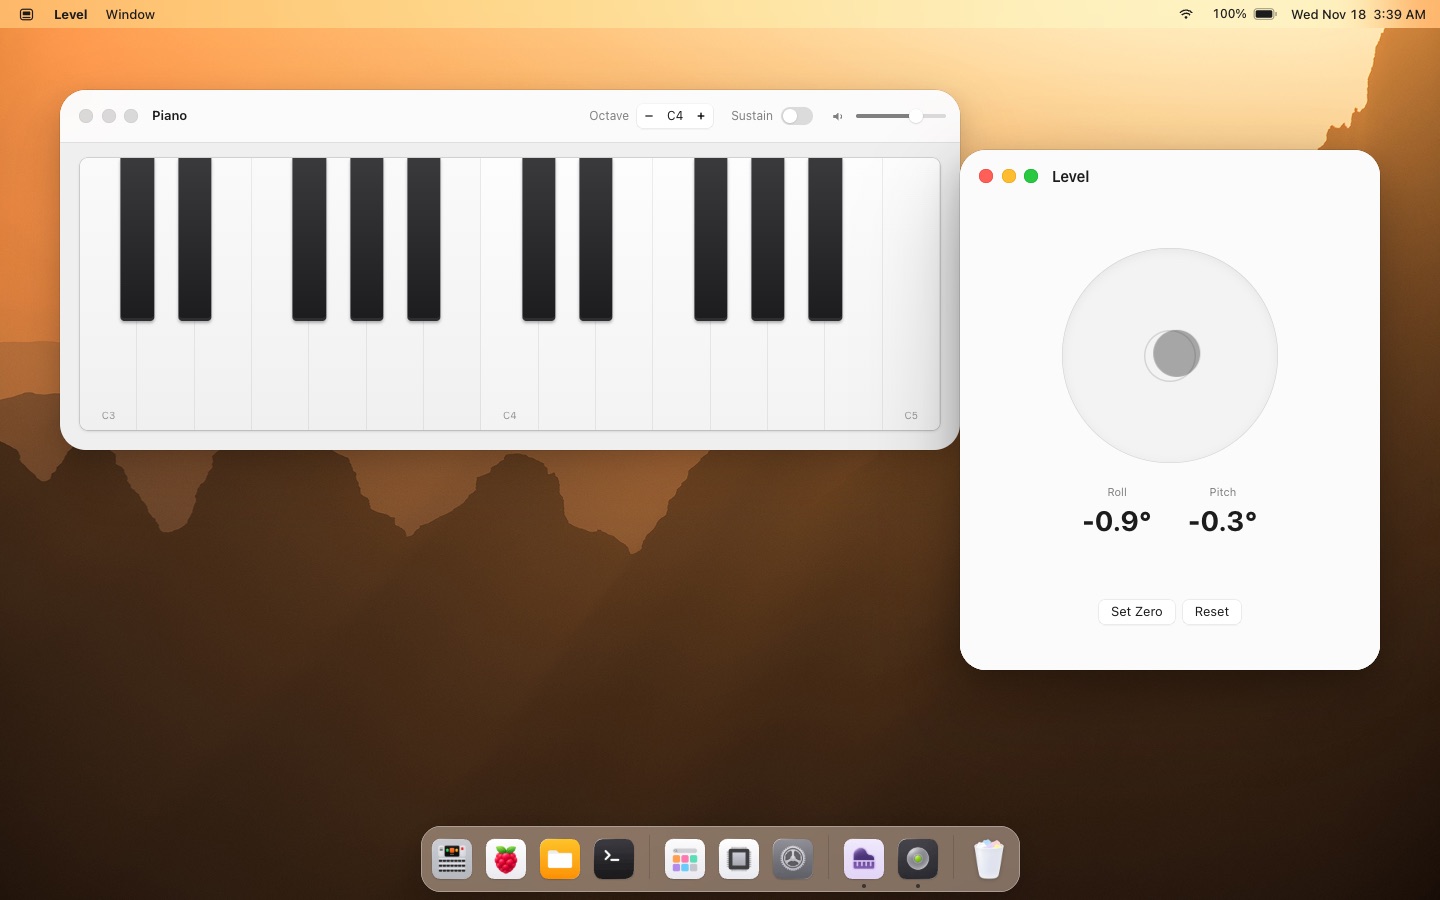 Level Window 100% Wed Nov 18 3:39 AM
Piano Octave − C4 + Sustain
C3 C4 C5
Level
Roll Pitch
-0.9° -0.3°
Set Zero Reset